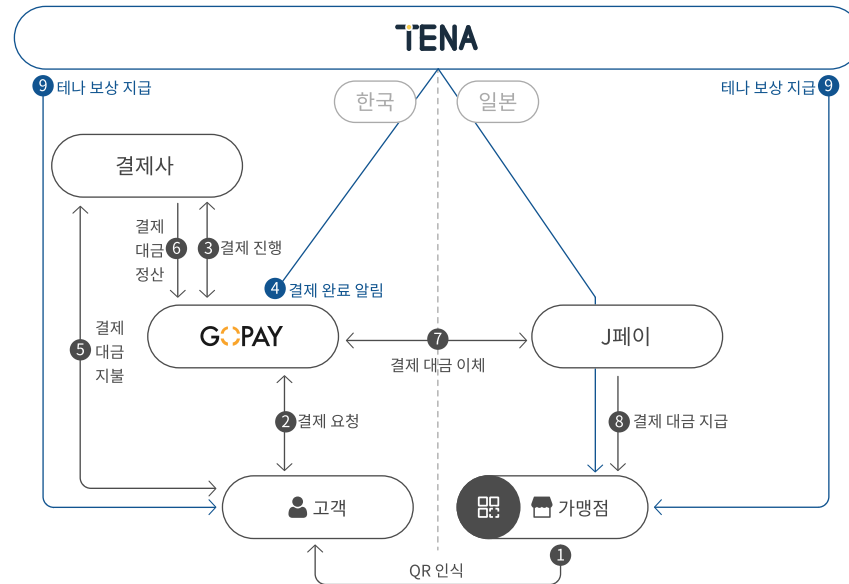 TENA
9 테나 보상 지급
테나 보상 지급 9
한국
일본
결제사
결제
대금
정산
6
3 결제 진행
4 결제 완료 알림
GOPAY
J페이
7
결제 대금 이체
5
결제
대금
지불
2 결제 요청
8 결제 대금 지급
고객
가맹점
1
QR 인식